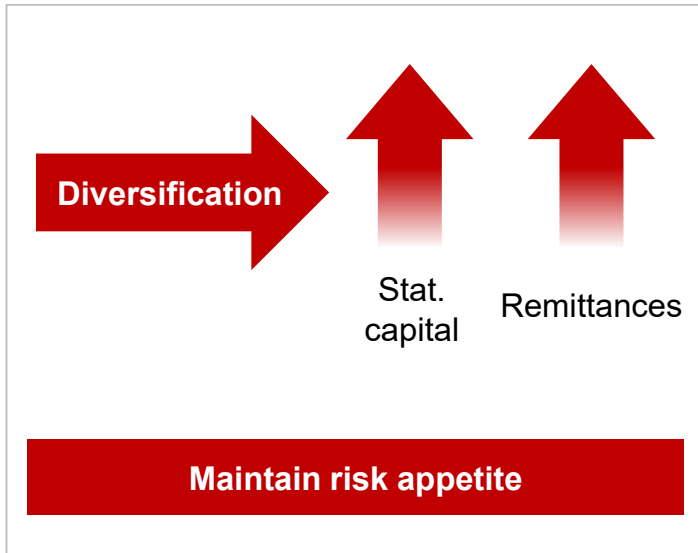 Diversification
Stat.
capital
Remittances
Maintain risk appetite